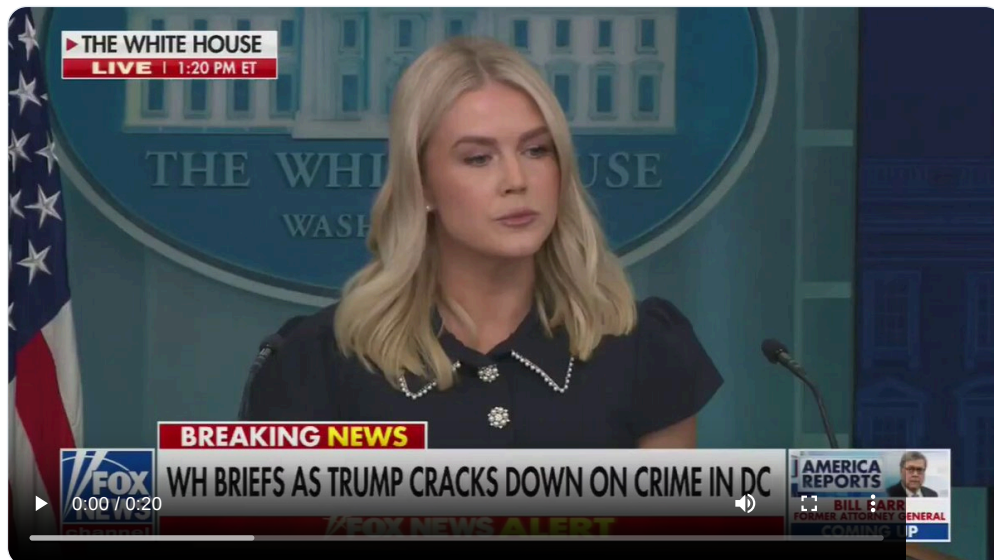 THE WHITE HOUSE
LIVE | 1:20 PM ET
THE WHI USE
WASH
BREAKING NEWS
WH BRIEFS AS TRUMP CRACKS DOWN ON CRIME IN DC
FOX
NEWS
channel
0:00 / 0:20
FOX NEWS ALERT
AMERICA
REPORTS
BILL BARR
FORMER ATTORNEY GENERAL
COMING UP